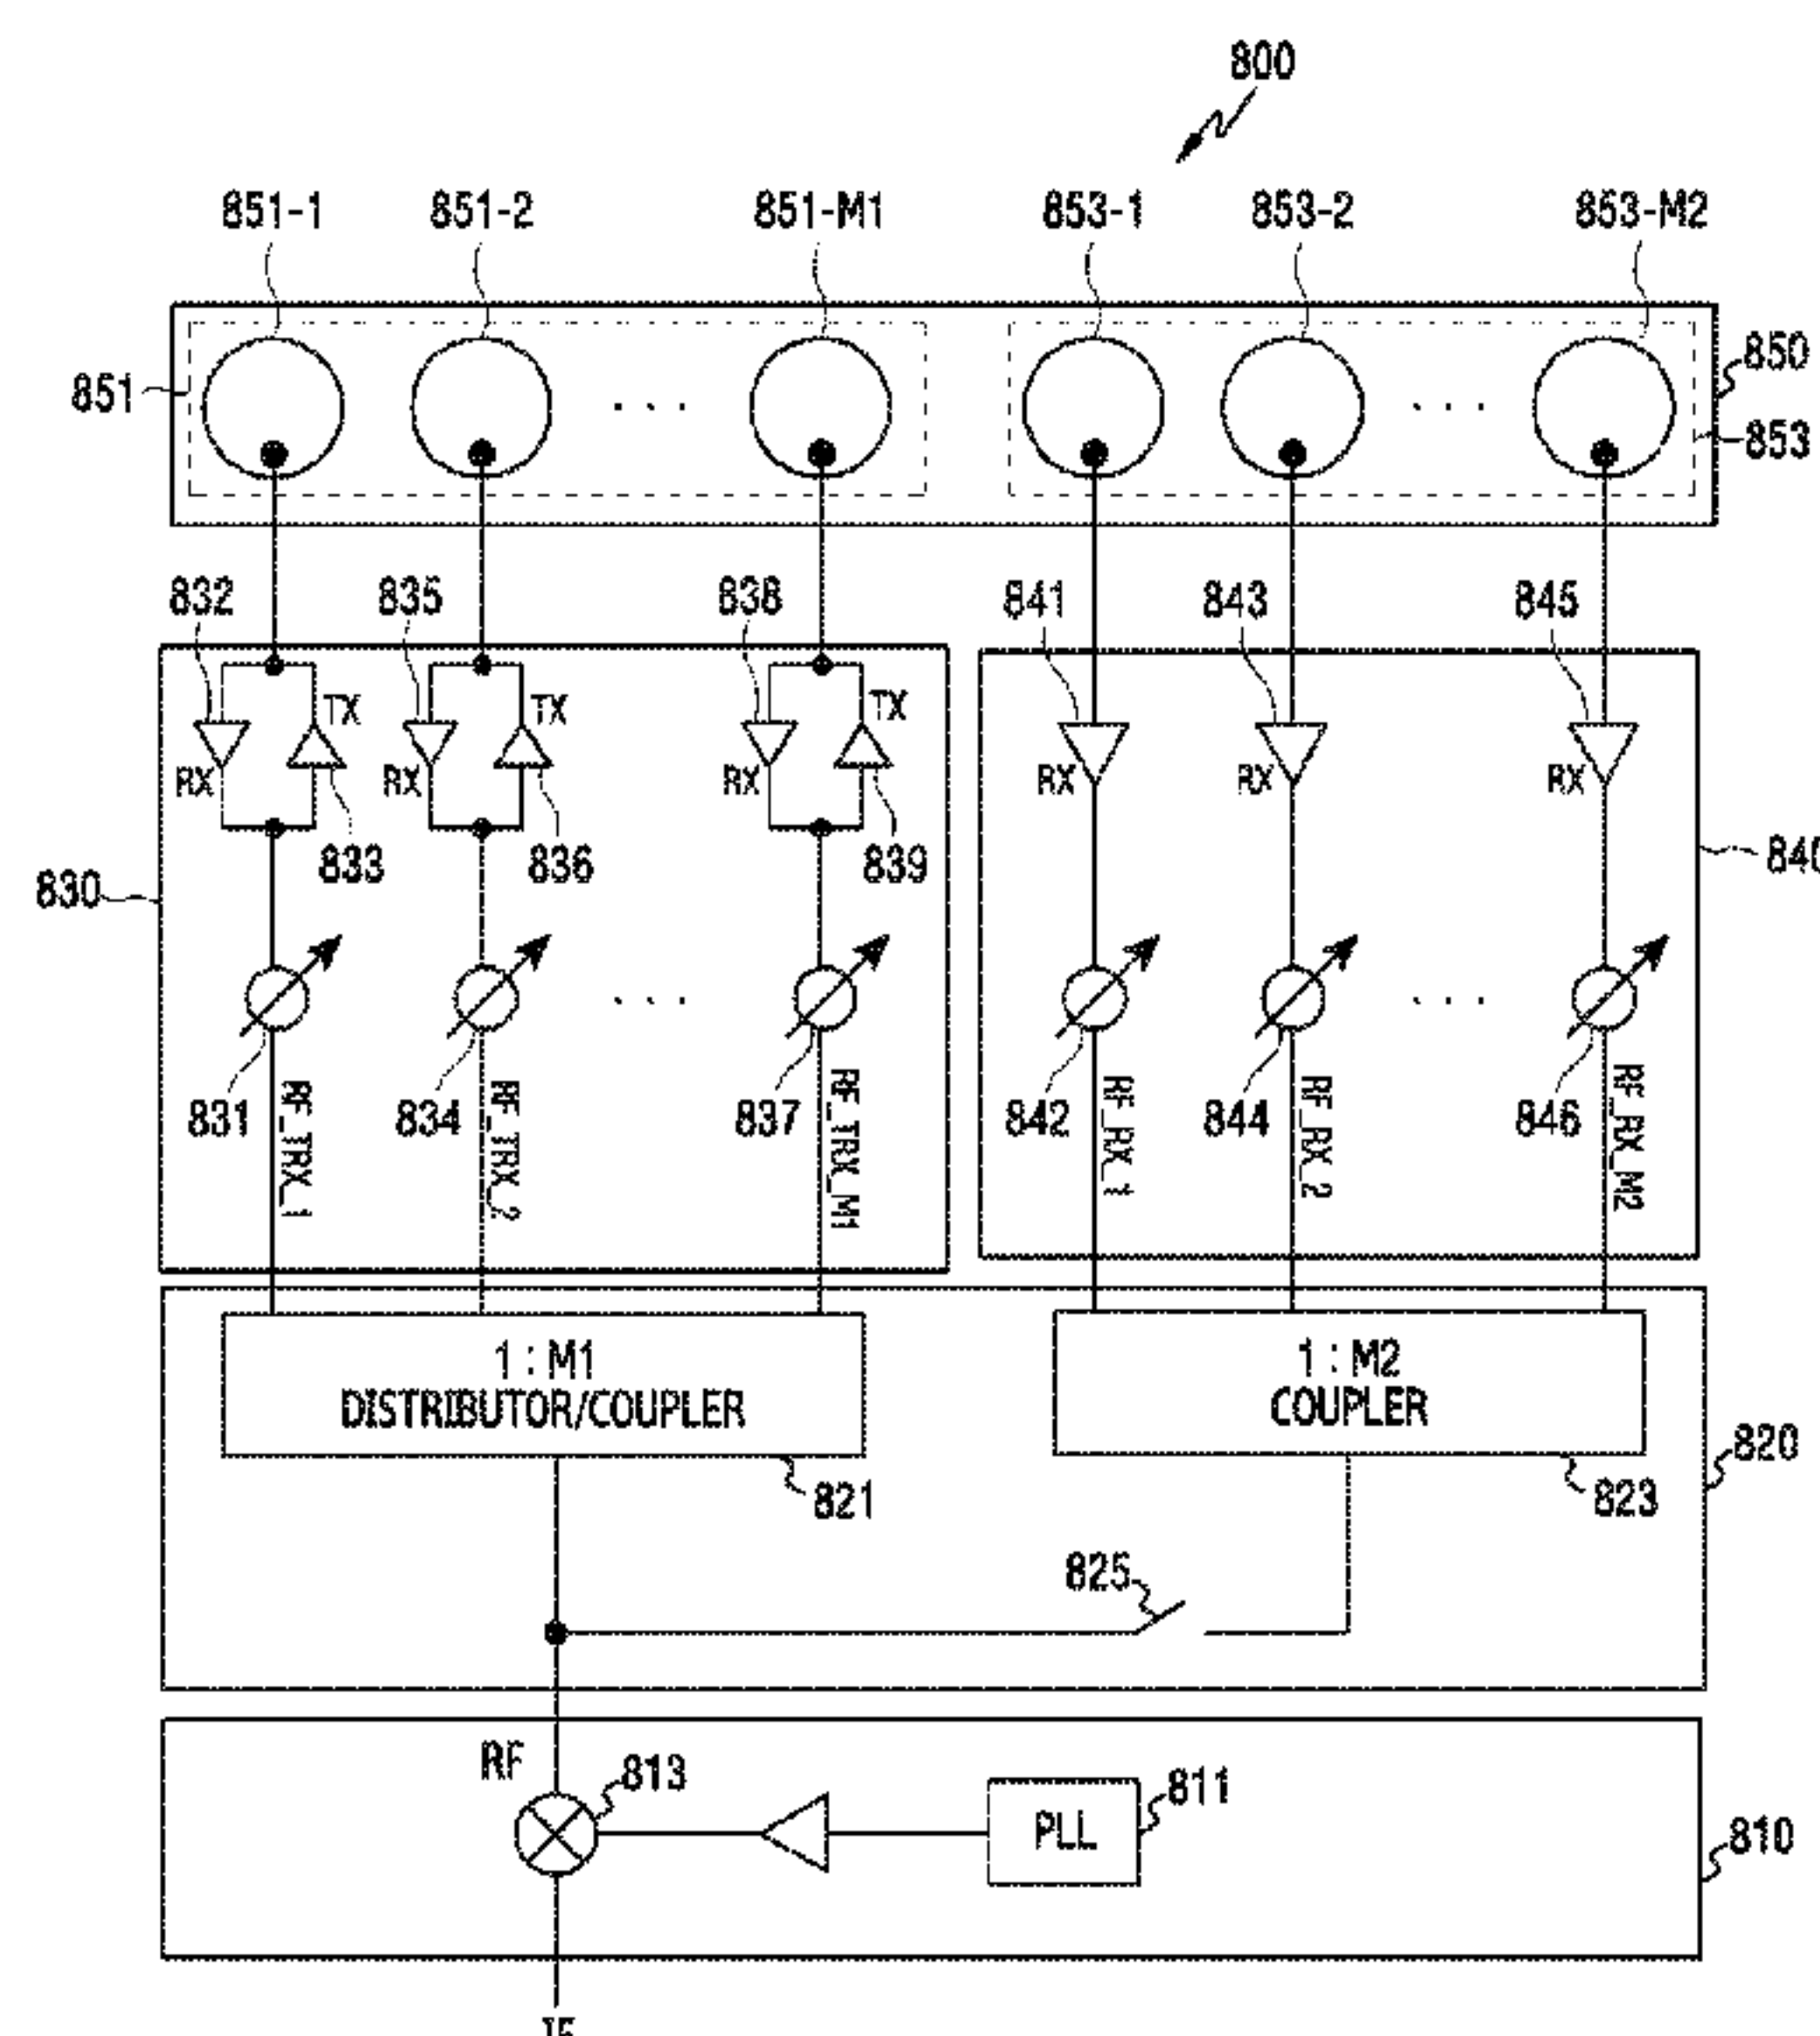 800
851-1 851-2 851-M1 853-1 853-2 853-M2
851
850
853
832 835 838 841 843 845
TX TX TX
RX RX RX RX RX RX
833 836 839
830
840
831 834 837 842 844 846
RF_TRX_1 RF_TRX_2 RF_TRX_M1 RF_RX_1 RF_RX_2 RF_RX_M2
1 : M1
DISTRIBUTOR/COUPLER
1 : M2
COUPLER
820
821
823
825
RF
813
PLL
811
810
IF